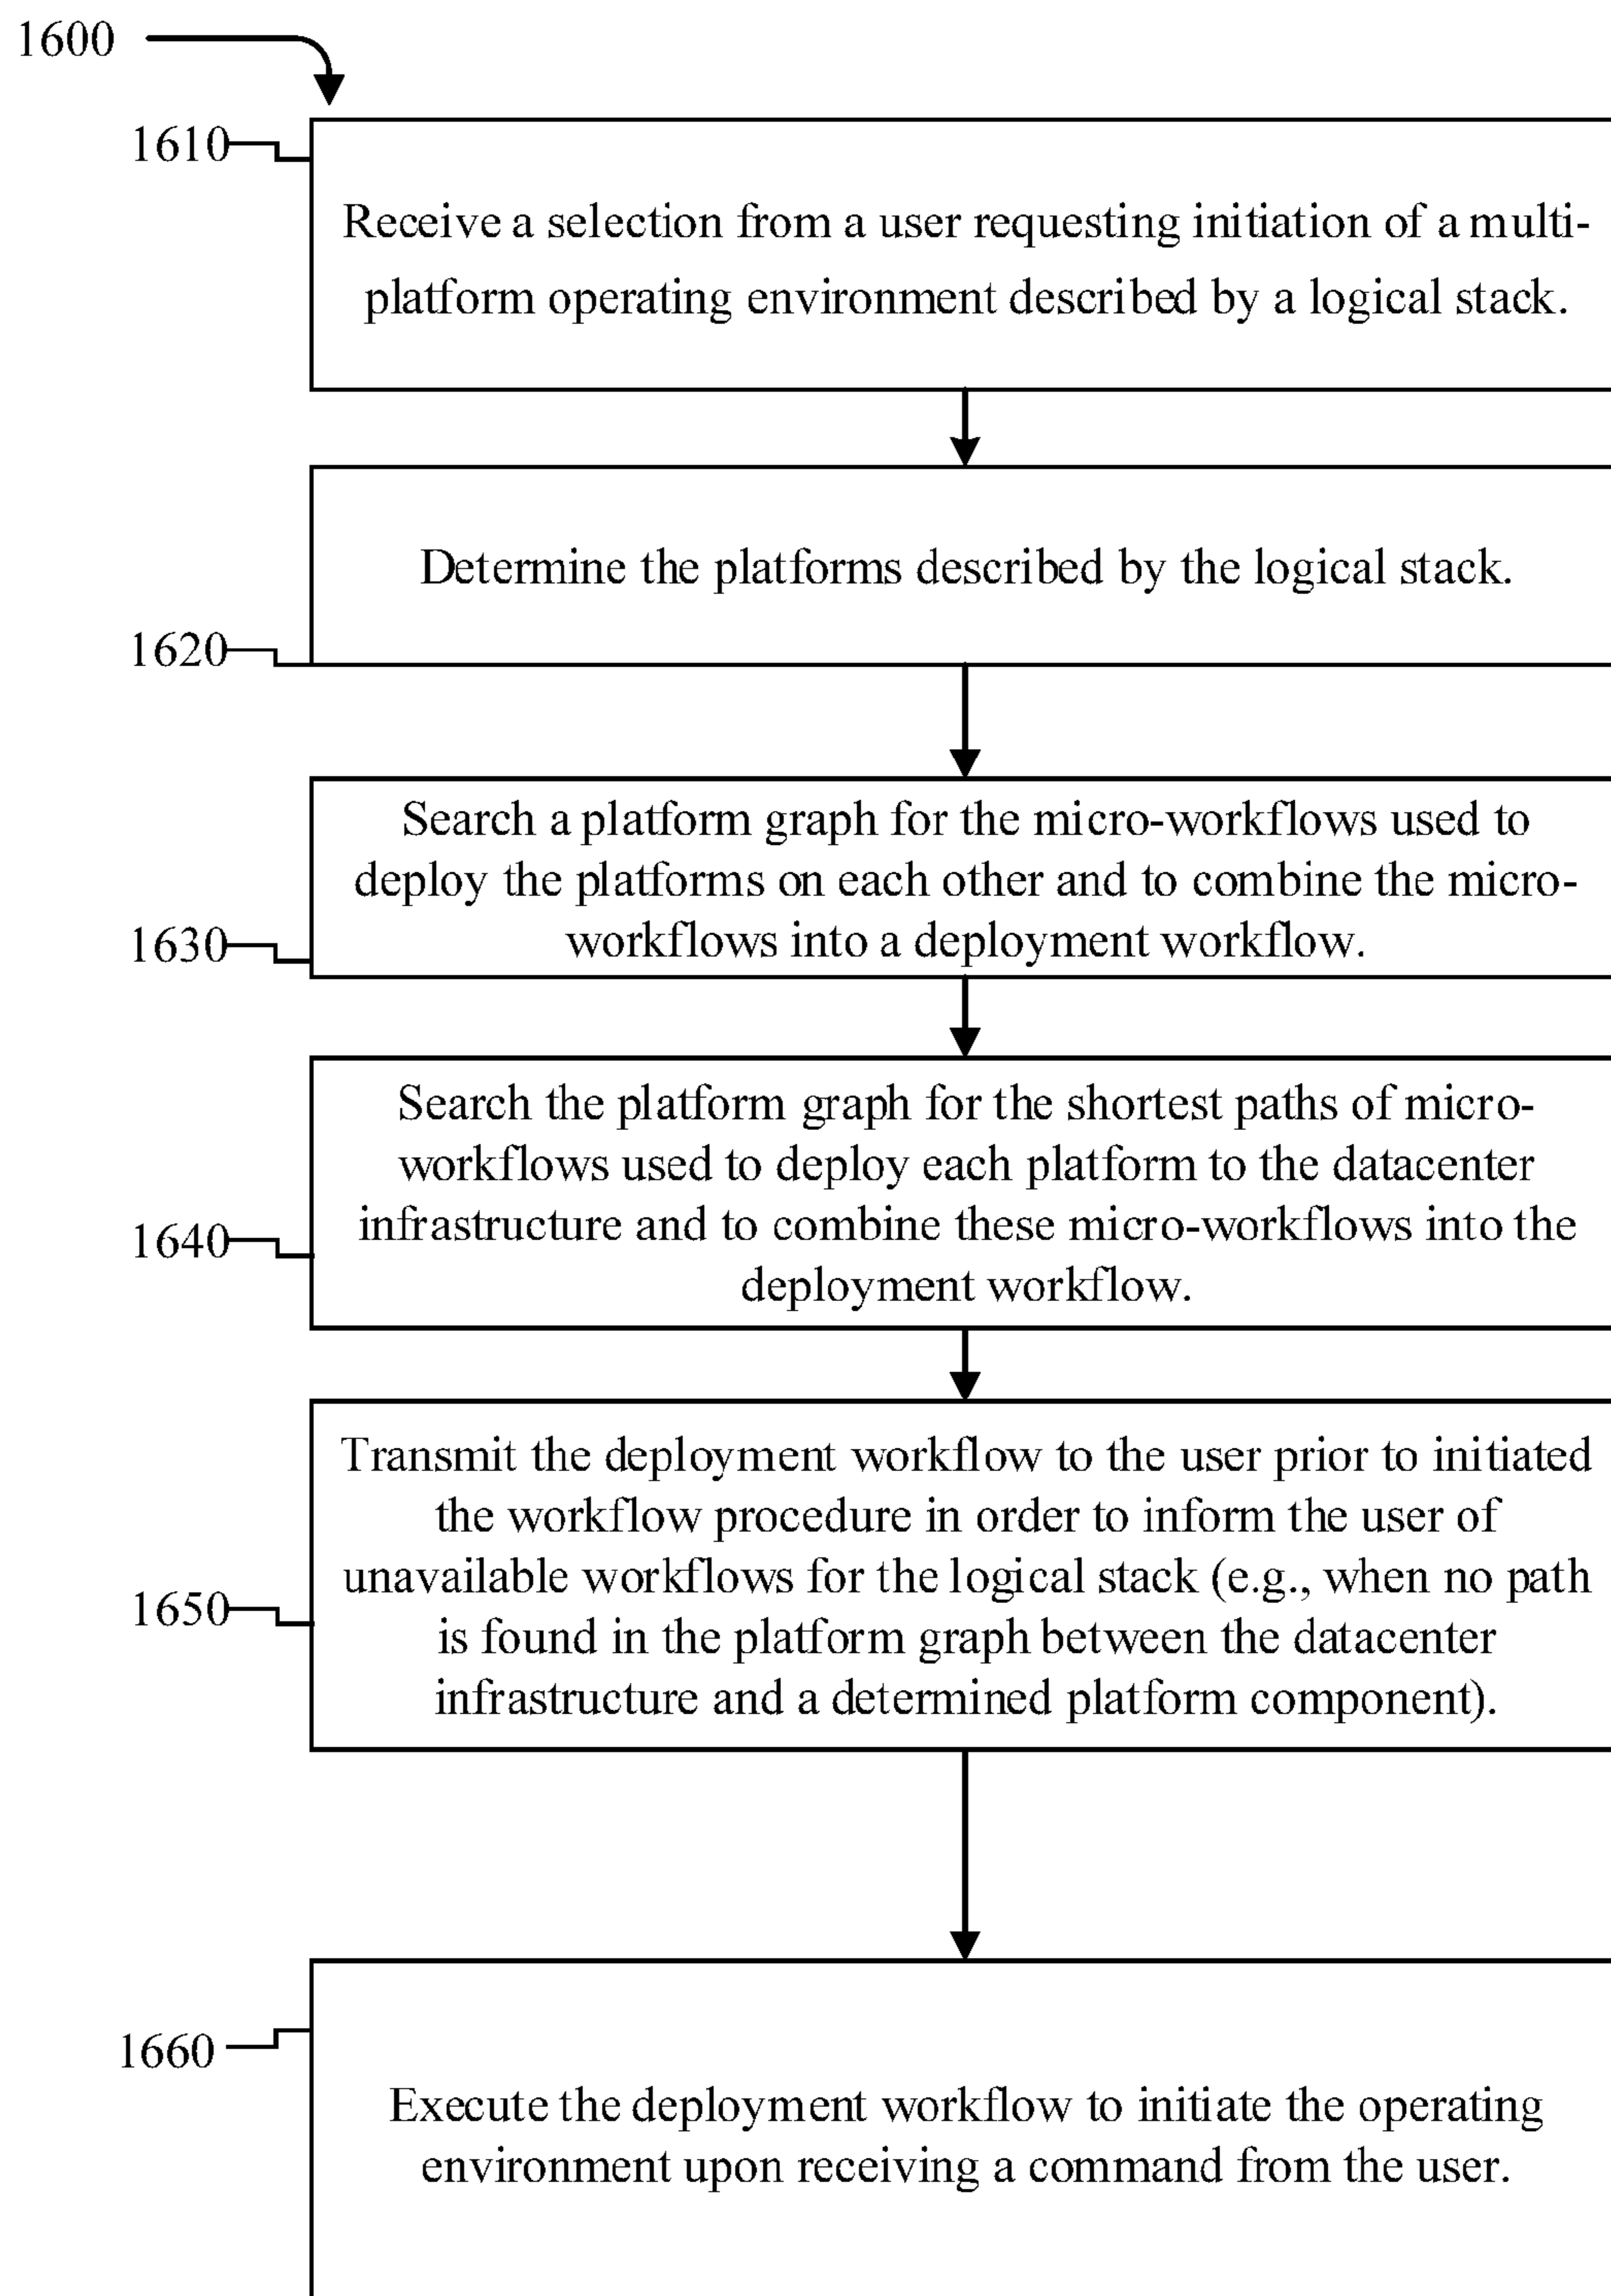 1600
1610
Receive a selection from a user requesting initiation of a multi-
platform operating environment described by a logical stack.
Determine the platforms described by the logical stack.
1620
Search a platform graph for the micro-workflows used to
deploy the platforms on each other and to combine the micro-
workflows into a deployment workflow.
1630
Search the platform graph for the shortest paths of micro-
workflows used to deploy each platform to the datacenter
infrastructure and to combine these micro-workflows into the
deployment workflow.
1640
Transmit the deployment workflow to the user prior to initiated
the workflow procedure in order to inform the user of
unavailable workflows for the logical stack (e.g., when no path
is found in the platform graph between the datacenter
infrastructure and a determined platform component).
1650
1660
Execute the deployment workflow to initiate the operating
environment upon receiving a command from the user.